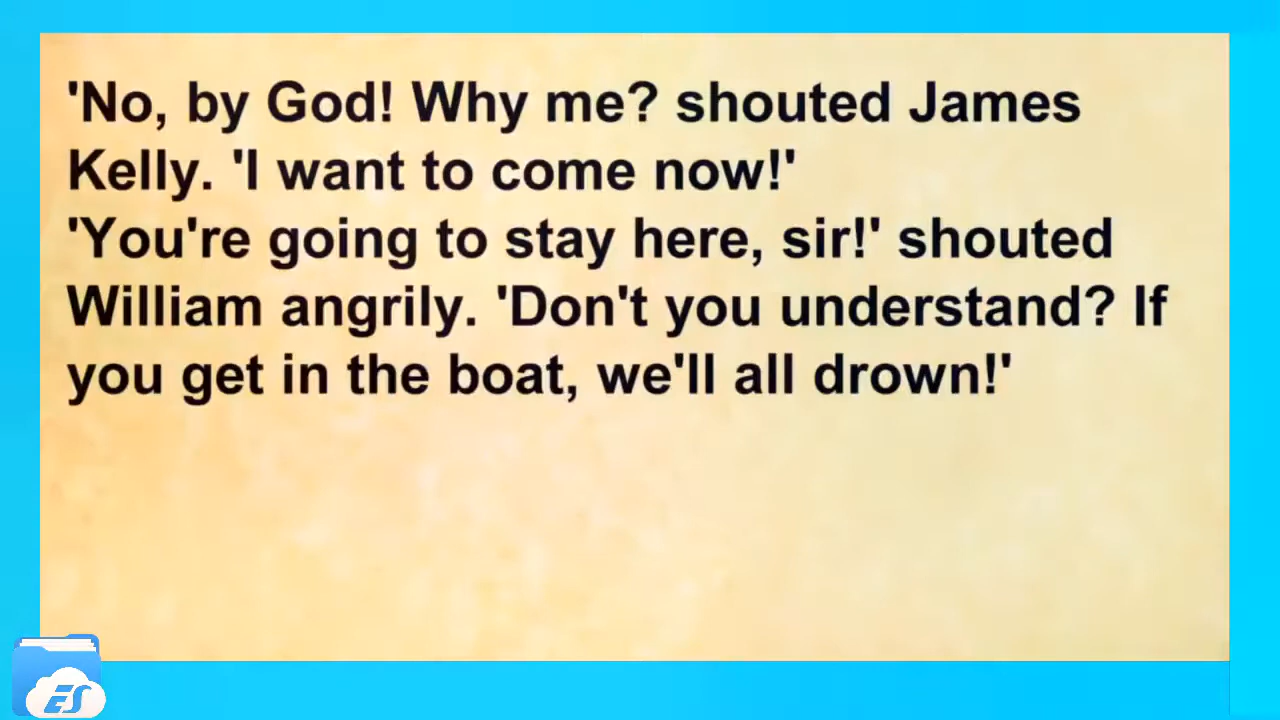 'No, by God! Why me? shouted James
Kelly. 'I want to come now!'
'You're going to stay here, sir!' shouted
William angrily. 'Don't you understand? If
you get in the boat, we'll all drown!'
ES